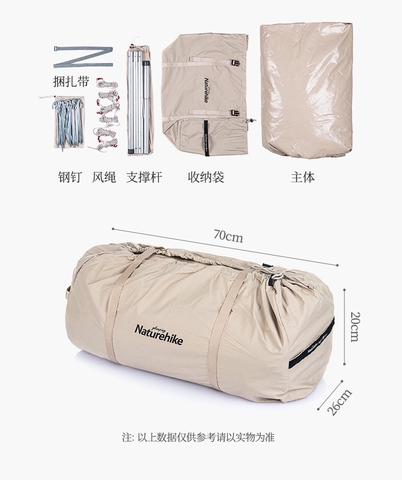 捆扎带
Naturehike
钢钉 风绳 支撑杆 收纳袋 主体
70cm
20cm
26cm
Naturehike
注: 以上数据仅供参考请以实物为准